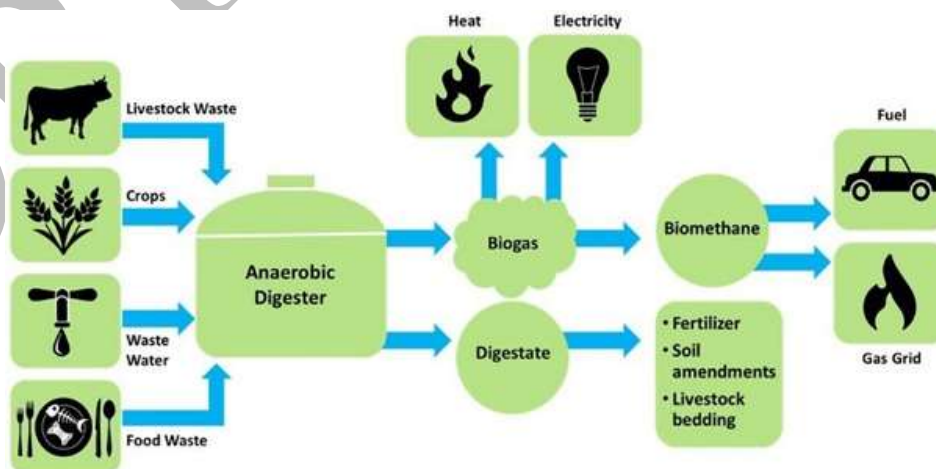 Heat
Electricity
Livestock Waste
Fuel
Crops
Biogas
Biomethane
Anaerobic
Digester
Waste
Water
Digestate
• Fertilizer
• Soil
amendments
• Livestock
bedding
Gas Grid
Food Waste